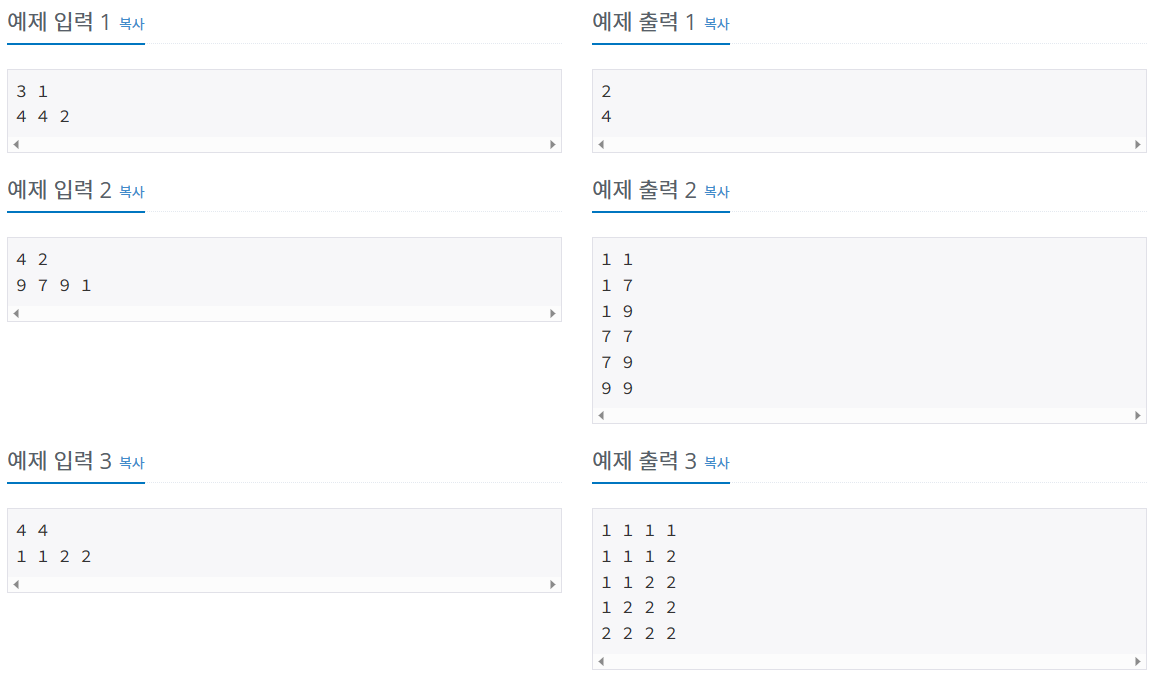 예제 입력 1 복사
3 1
4 4 2
예제 출력 1 복사
2
4
예제 입력 2 복사
4 2
9 7 9 1
예제 출력 2 복사
1 1
1 7
1 9
7 7
7 9
9 9
예제 입력 3 복사
4 4
1 1 2 2
예제 출력 3 복사
1 1 1 1
1 1 1 2
1 1 2 2
1 2 2 2
2 2 2 2